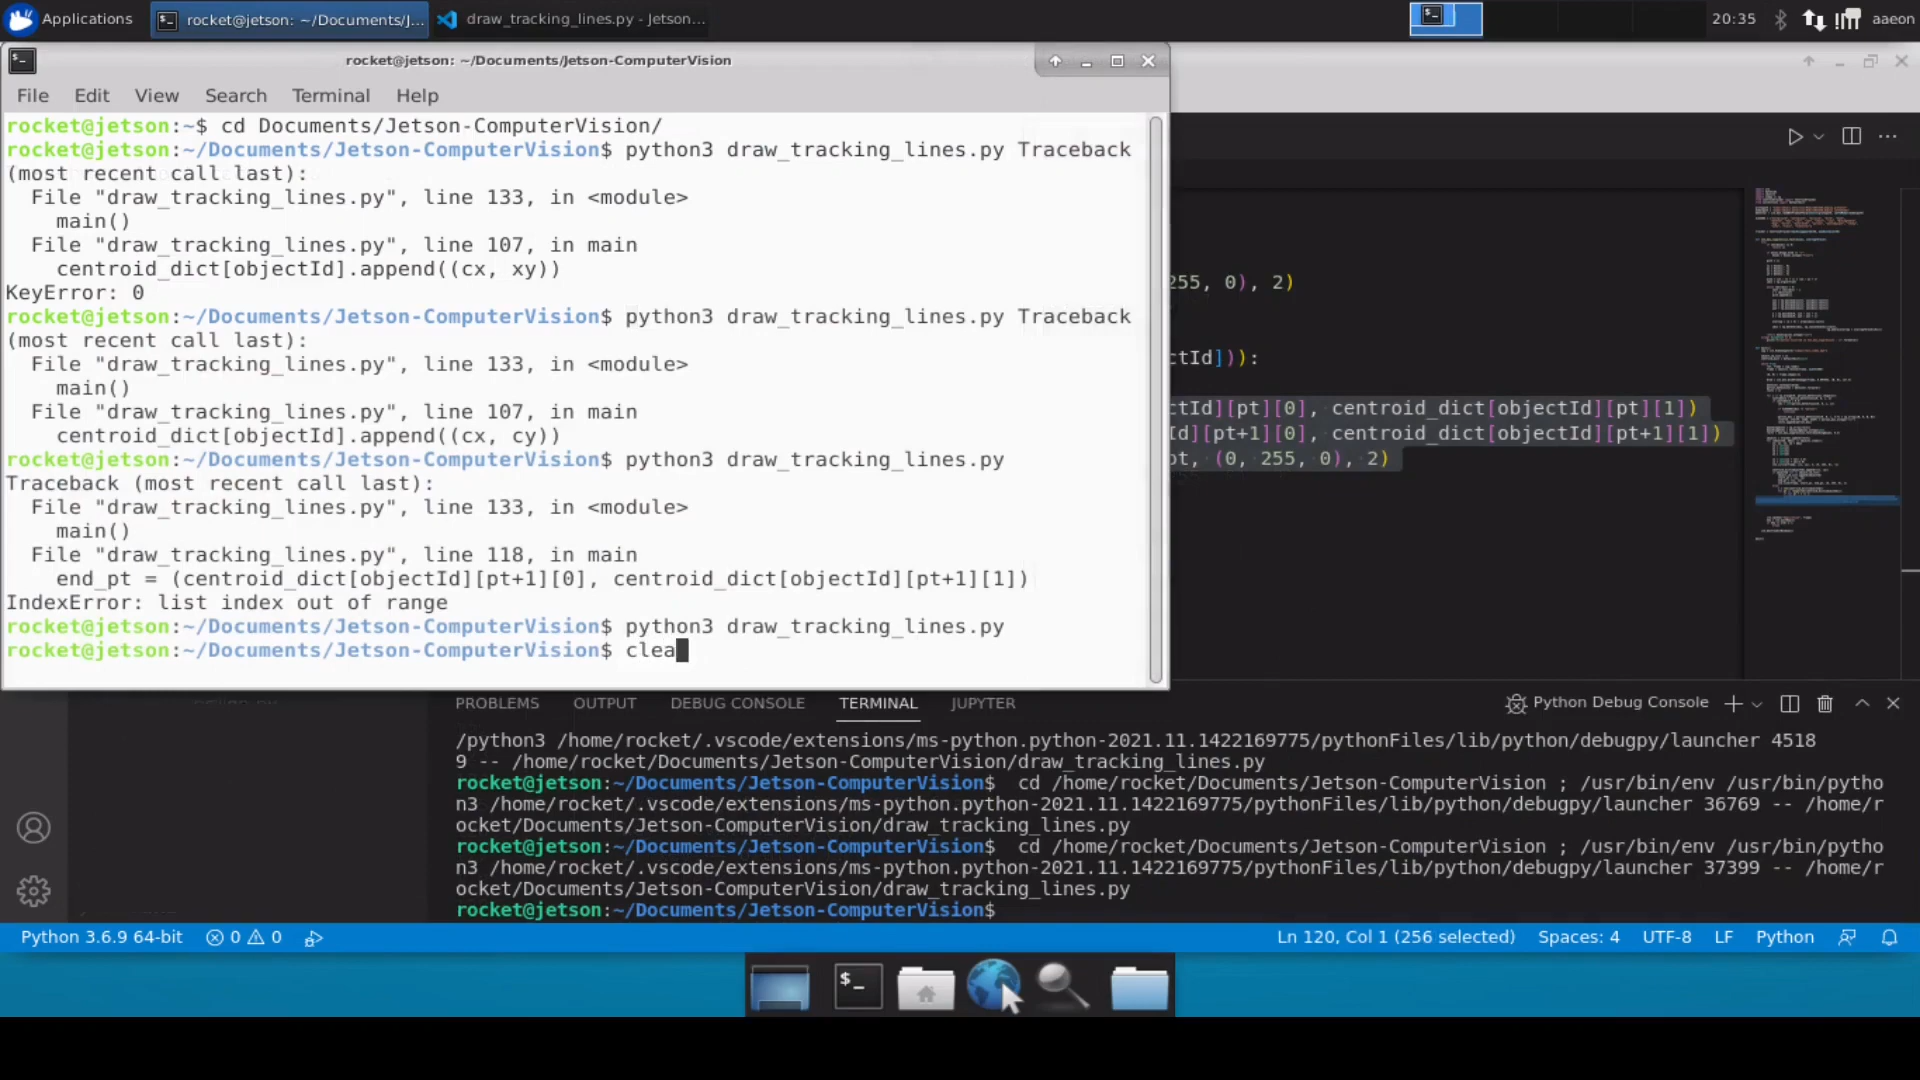 Applications
rocket@jetson: ~/Documents/J...
draw_tracking_lines.py - Jetson...
20:35
aaeon
rocket@jetson: ~/Documents/Jetson-ComputerVision
File Edit View Search Terminal Help
rocket@jetson:~$ cd Documents/Jetson-ComputerVision/
rocket@jetson:~/Documents/Jetson-ComputerVision$ python3 draw_tracking_lines.py Traceback
(most recent call last):
File "draw_tracking_lines.py", line 133, in <module>
main()
File "draw_tracking_lines.py", line 107, in main
centroid_dict[objectId].append((cx, xy))
KeyError: 0
rocket@jetson:~/Documents/Jetson-ComputerVision$ python3 draw_tracking_lines.py Traceback
(most recent call last):
File "draw_tracking_lines.py", line 133, in <module>
main()
File "draw_tracking_lines.py", line 107, in main
centroid_dict[objectId].append((cx, cy))
rocket@jetson:~/Documents/Jetson-ComputerVision$ python3 draw_tracking_lines.py
Traceback (most recent call last):
File "draw_tracking_lines.py", line 133, in <module>
main()
File "draw_tracking_lines.py", line 118, in main
end_pt = (centroid_dict[objectId][pt+1][0], centroid_dict[objectId][pt+1][1])
IndexError: list index out of range
rocket@jetson:~/Documents/Jetson-ComputerVision$ python3 draw_tracking_lines.py
rocket@jetson:~/Documents/Jetson-ComputerVision$ clea
255, 0), 2)
ctId])):
ctId][pt][0], centroid_dict[objectId][pt][1])
Id][pt+1][0], centroid_dict[objectId][pt+1][1])
pt, (0, 255, 0), 2)
PROBLEMS OUTPUT DEBUG CONSOLE TERMINAL JUPYTER
Python Debug Console
/python3 /home/rocket/.vscode/extensions/ms-python.python-2021.11.1422169775/pythonFiles/lib/python/debugpy/launcher 4518
9 -- /home/rocket/Documents/Jetson-ComputerVision/draw_tracking_lines.py
rocket@jetson:~/Documents/Jetson-ComputerVision$ cd /home/rocket/Documents/Jetson-ComputerVision ; /usr/bin/env /usr/bin/pytho
n3 /home/rocket/.vscode/extensions/ms-python.python-2021.11.1422169775/pythonFiles/lib/python/debugpy/launcher 36769 -- /home/r
ocket/Documents/Jetson-ComputerVision/draw_tracking_lines.py
rocket@jetson:~/Documents/Jetson-ComputerVision$ cd /home/rocket/Documents/Jetson-ComputerVision ; /usr/bin/env /usr/bin/pytho
n3 /home/rocket/.vscode/extensions/ms-python.python-2021.11.1422169775/pythonFiles/lib/python/debugpy/launcher 37399 -- /home/r
ocket/Documents/Jetson-ComputerVision/draw_tracking_lines.py
rocket@jetson:~/Documents/Jetson-ComputerVision$
Python 3.6.9 64-bit 0 0 Ln 120, Col 1 (256 selected) Spaces: 4 UTF-8 LF Python